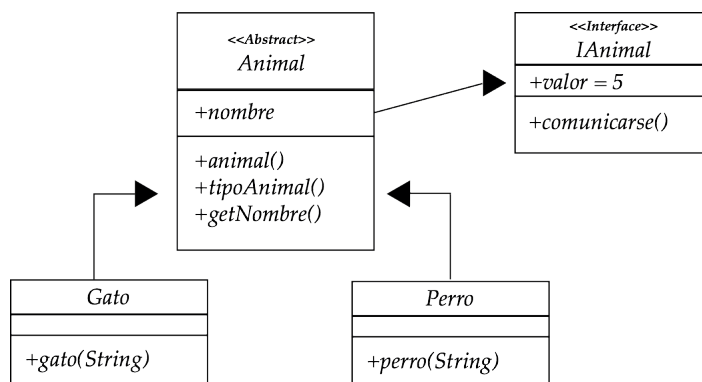 <<Abstract>>
Animal
+nombre
+animal()
+tipoAnimal()
+getNombre()
<<Interface>>
IAnimal
+valor = 5
+comunicarse()
Gato
+gato(String)
Perro
+perro(String)